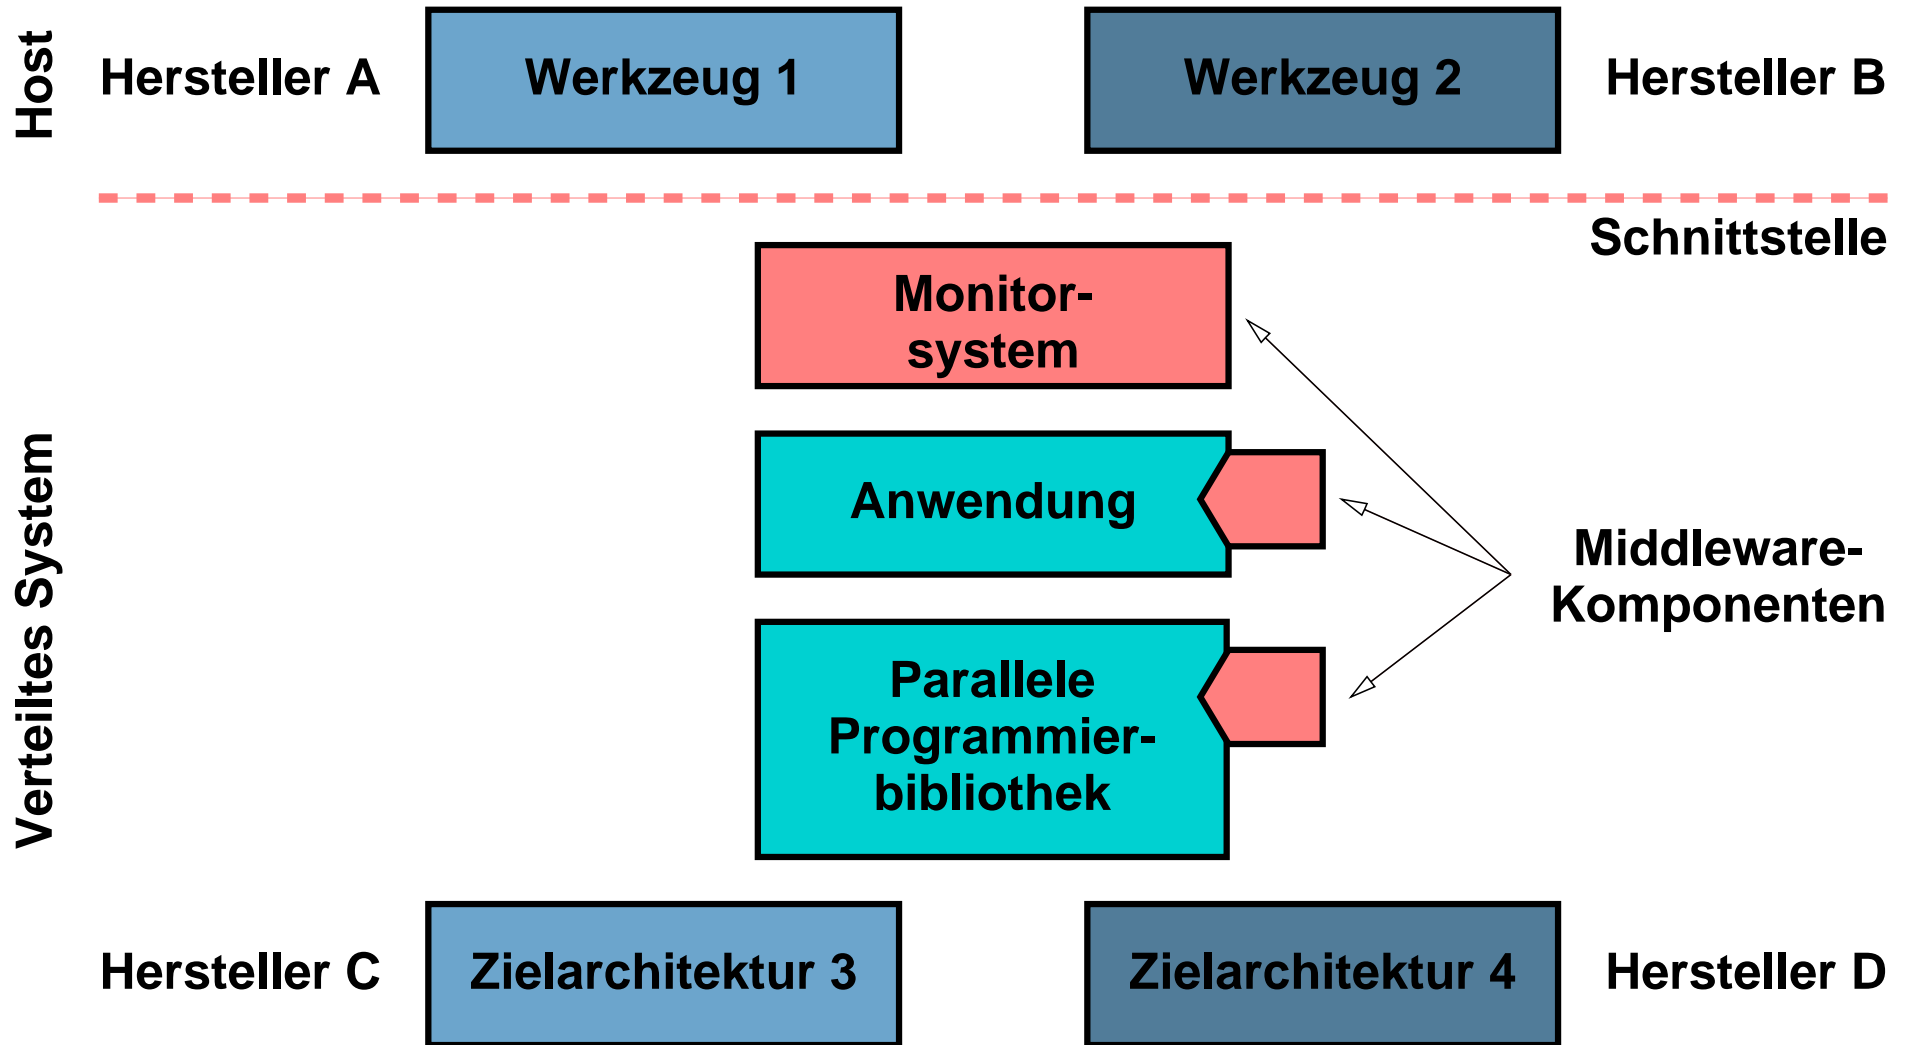 Host
Hersteller A
Werkzeug 1
Werkzeug 2
Hersteller B
Schnittstelle
Verteiltes System
Monitor-
system
Anwendung
Middleware-
Komponenten
Parallele
Programmier-
bibliothek
Hersteller C
Zielarchitektur 3
Zielarchitektur 4
Hersteller D